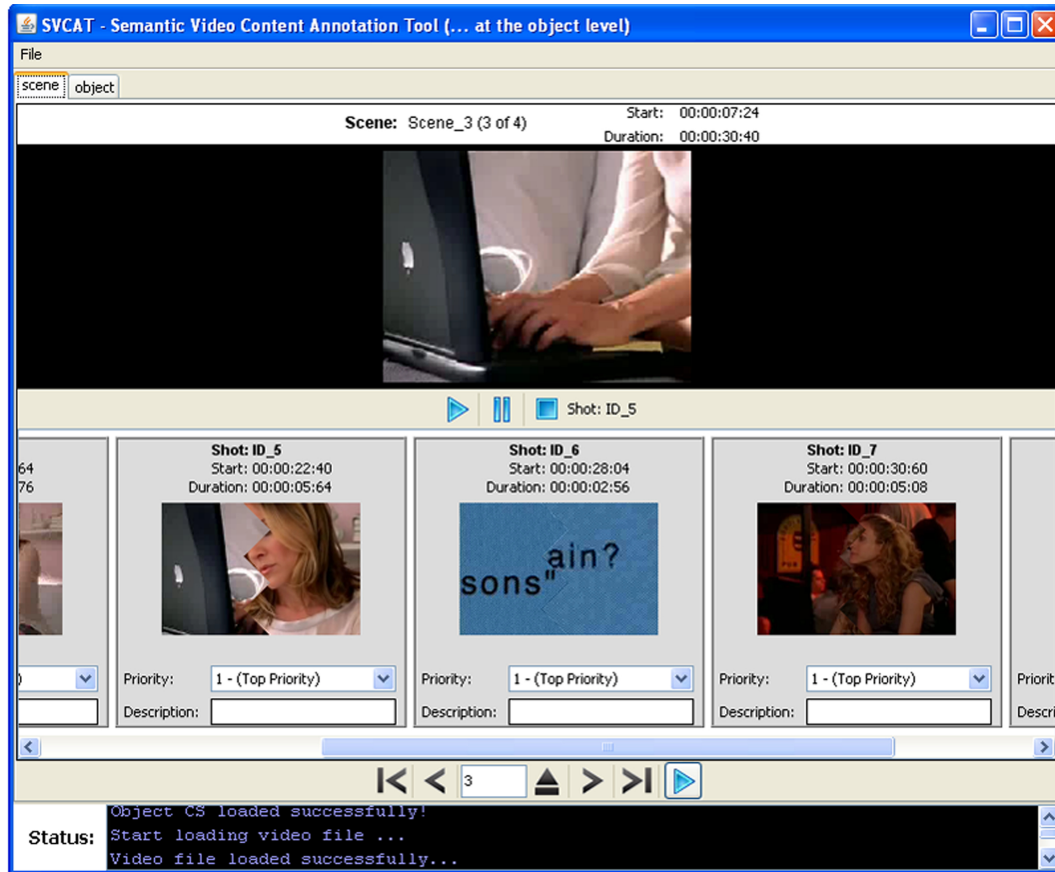 SVCAT - Semantic Video Content Annotation Tool (... at the object level)
File
scene object
Scene: Scene_3 (3 of 4)
Start: 00:00:07:24
Duration: 00:00:30:40
Shot: ID_5
64
76
Shot: ID_5
Start: 00:00:22:40
Duration: 00:00:05:64
Priority: 1 - (Top Priority)
Description:
Shot: ID_6
Start: 00:00:28:04
Duration: 00:00:02:56
ain?
sons"
Priority: 1 - (Top Priority)
Description:
Shot: ID_7
Start: 00:00:30:60
Duration: 00:00:05:08
PUB
Priority: 1 - (Top Priority)
Description:
Priorit
Descri
3
Status:
Object CS loaded successfully!
Start loading video file ...
Video file loaded successfully...